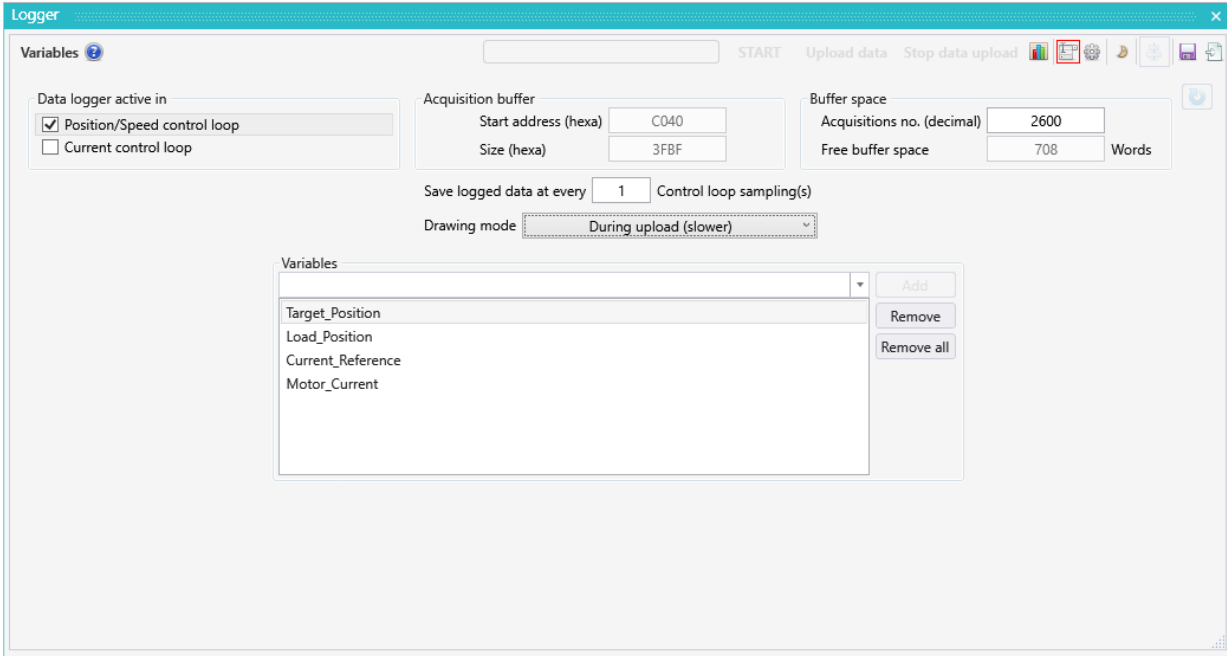 Logger
Variables
START Upload data Stop data upload
Data logger active in
Position/Speed control loop
Current control loop
Acquisition buffer
Start address (hexa) C040
Size (hexa) 3FBF
Buffer space
Acquisitions no. (decimal) 2600
Free buffer space 708 Words
Save logged data at every 1 Control loop sampling(s)
Drawing mode During upload (slower)
Variables
Add
Target_Position
Load_Position
Current_Reference
Motor_Current
Remove
Remove all